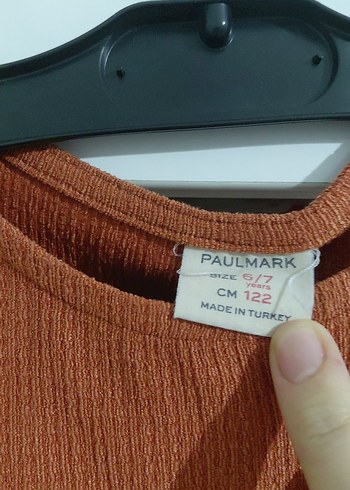 PAULMARK
SIZE 6/7
years
CM 122
MADE IN TURKEY